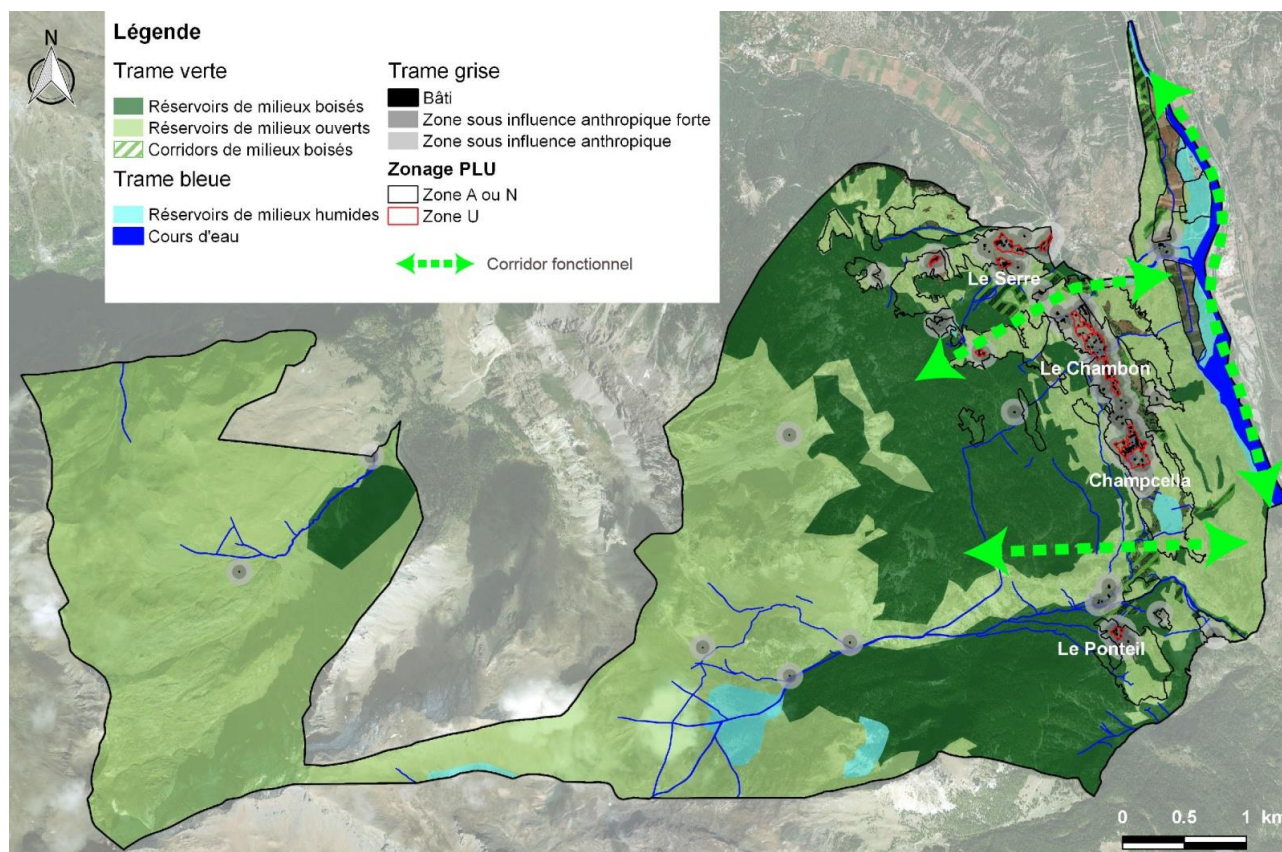 N
Légende
Trame verte
Réservoirs de milieux boisés
Réservoirs de milieux ouverts
Corridors de milieux boisés
Trame bleue
Réservoirs de milieux humides
Cours d'eau
Trame grise
Bâti
Zone sous influence anthropique forte
Zone sous influence anthropique
Zonage PLU
Zone A ou N
Zone U
Corridor fonctionnel
Le Serre
Le Chambon
Champcella
Le Ponteil
0 0.5 1 km